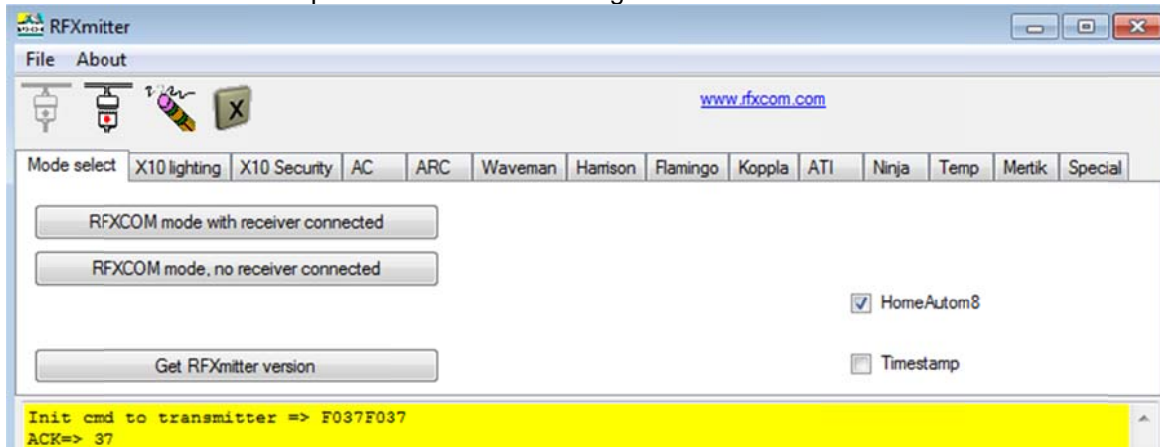 RFXmitter
File About
www.rfxcom.com
Mode select X10 lighting X10 Security AC ARC Waveman Harrison Flamingo Koppla ATI Ninja Temp Mertik Special
RFXCOM mode with receiver connected
RFXCOM mode, no receiver connected
HomeAutom8
Get RFXmitter version
Timestamp
Init cmd to transmitter => F037F037
ACK=> 37